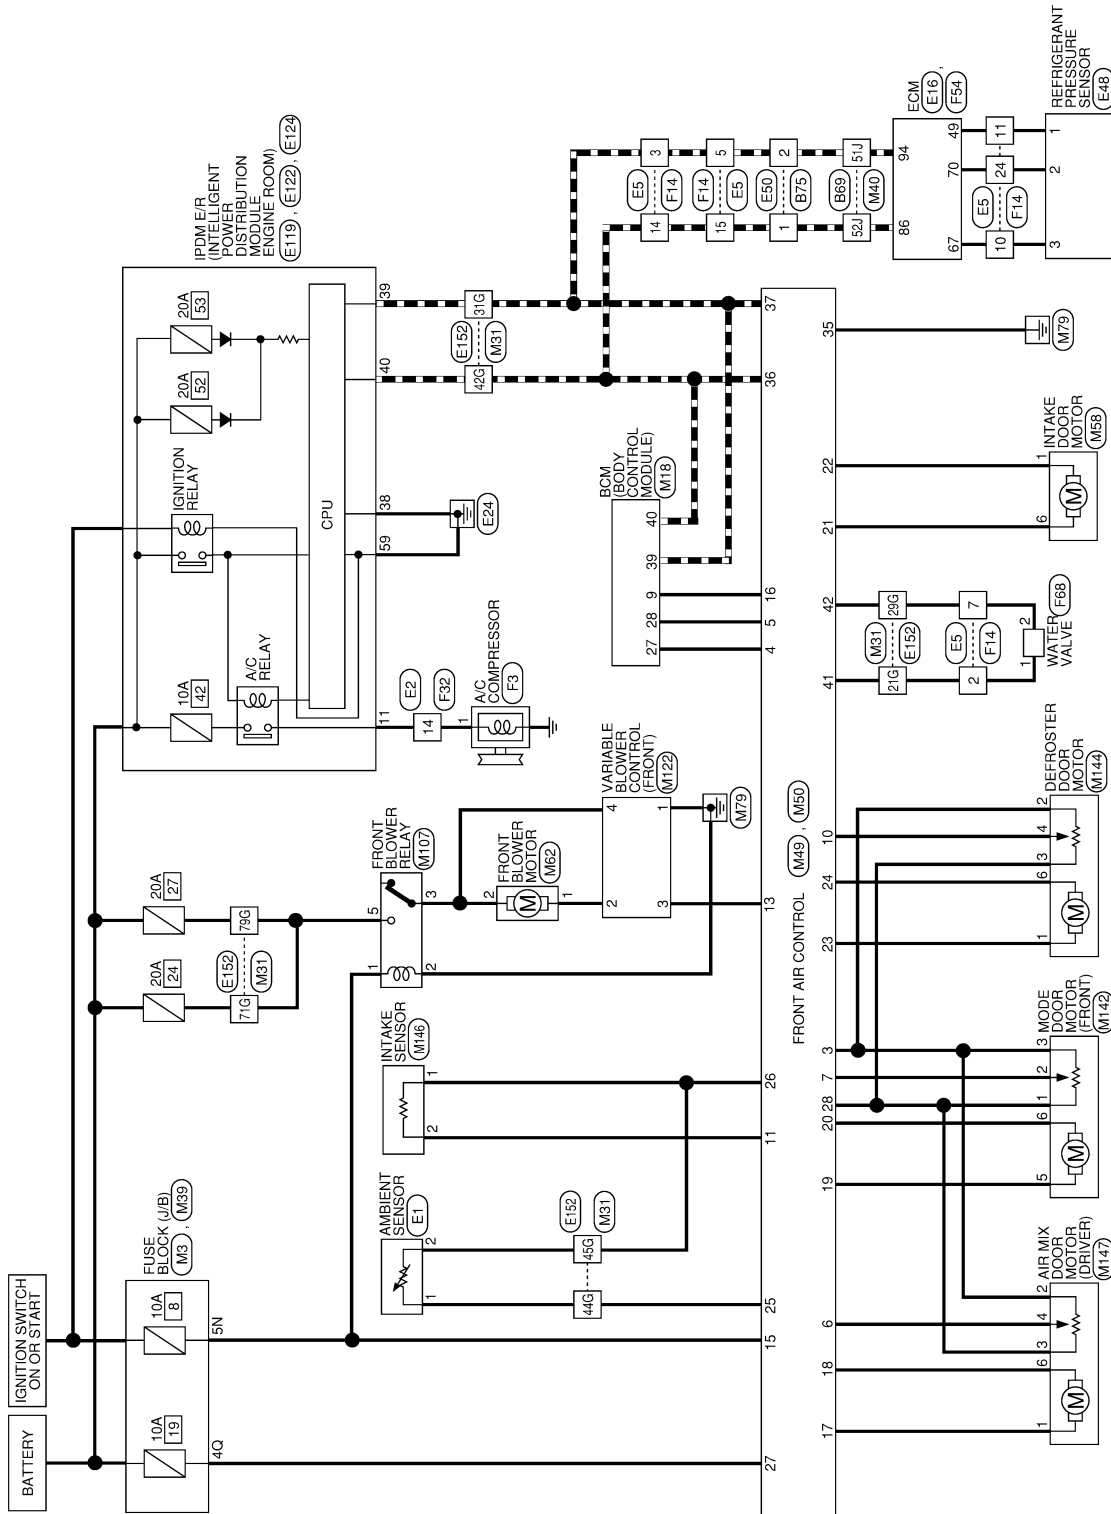 BATTERY
IGNITION SWITCH
ON OR START
FUSE
BLOCK (J/B)
M3 , M39
10A
19
4Q
10A
8
5N
20A
24
20A
27
71G
79G
E152
M31
IPDM E/R
(INTELLIGENT
POWER
DISTRIBUTION
MODULE
ENGINE ROOM)
E119 , E122 , E124
10A
42
A/C
RELAY
IGNITION
RELAY
20A
52
20A
53
CPU
11
59
38
40
39
E24
14
E2
F32
1
A/C
COMPRESSOR
F3
42G
31G
E152
M31
AMBIENT
SENSOR
E1
1
2
44G
45G
E152
M31
INTAKE
SENSOR
M146
2
1
FRONT
BLOWER
RELAY
M107
1
5
2
3
FRONT
BLOWER
MOTOR
M62
2
M
1
VARIABLE
BLOWER
CONTROL
(FRONT)
M122
2
4
3
1
M79
BCM
(BODY
CONTROL
MODULE)
M18
27
28
9
39
40
14
3
E5
F14
15
5
F14
E5
1
2
E50
B75
52J
51J
B69
M40
ECM
E16 ,
F54
86
94
67
70
49
10
24
11
E5
F14
REFRIGERANT
PRESSURE
SENSOR
E48
3
2
1
27
15
25
11
26
13
4
5
16
36
37
FRONT AIR CONTROL M49 , M50
17
18
6
19
20
28
7
3
23
24
10
41
42
21
22
35
AIR MIX
DOOR
MOTOR
(DRIVER)
M147
1
6
3
4
2
M
MODE
DOOR
MOTOR
(FRONT)
M142
5
6
1
2
3
M
DEFROSTER
DOOR
MOTOR
M144
1
6
3
4
2
M
21G
29G
M31
E152
2
7
E5
F14
1
2
WATER
VALVE
F68
INTAKE
DOOR
MOTOR
M58
6
1
M
M79